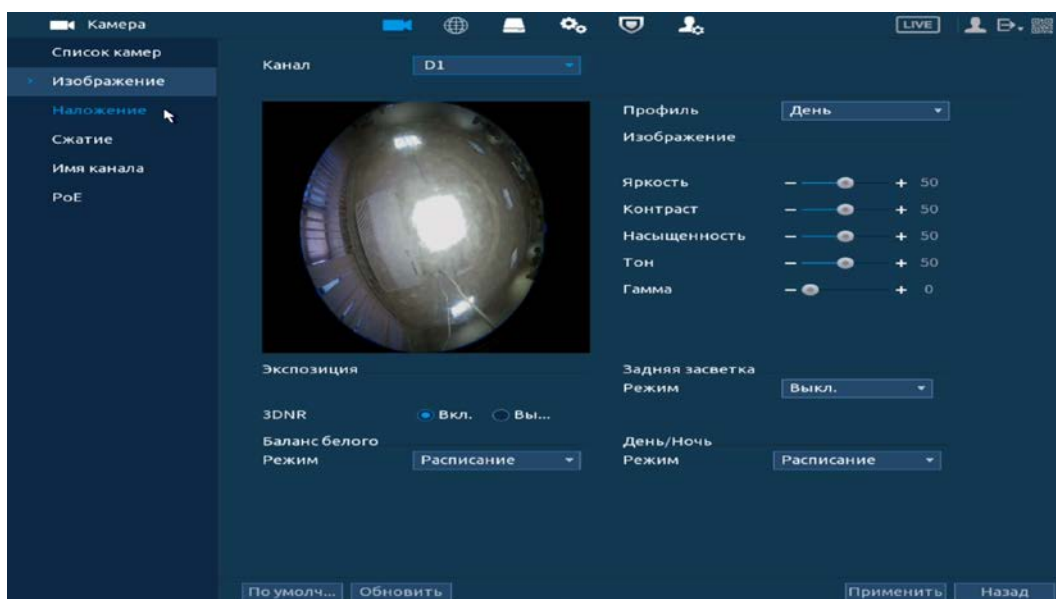 Камера
LIVE
Список камер
Изображение
Наложение
Сжатие
Имя канала
PoE
Канал
D1
Профиль
День
Изображение
Яркость
50
Контраст
50
Насыщенность
50
Тон
50
Гамма
0
Экспозиция
3DNR
Вкл.
Вы...
Баланс белого
Режим
Расписание
Задняя засветка
Режим
Выкл.
День/Ночь
Режим
Расписание
По умолч...
Обновить
Применить
Назад